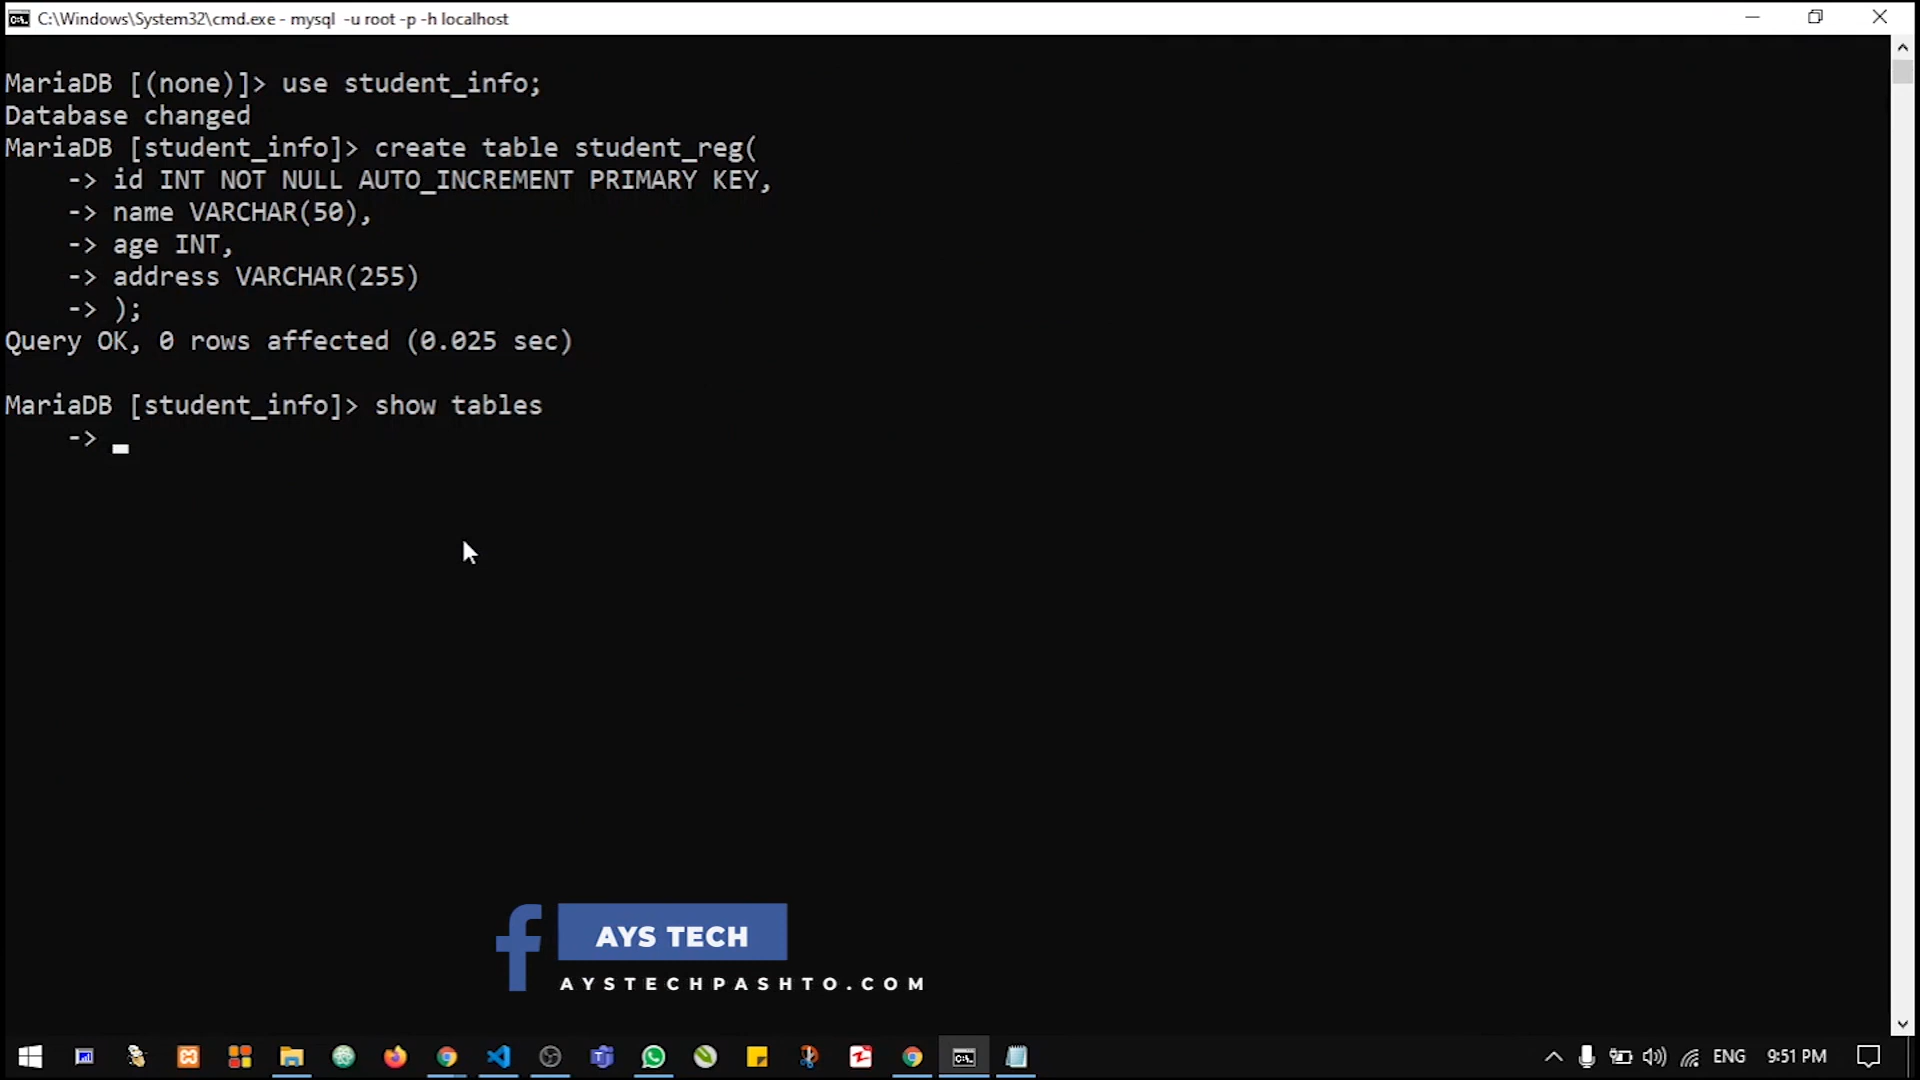 C:\Windows\System32\cmd.exe - mysql  -u root -p -h localhost
MariaDB [(none)]> use student_info;
Database changed
MariaDB [student_info]> create table student_reg(
    -> id INT NOT NULL AUTO_INCREMENT PRIMARY KEY,
    -> name VARCHAR(50),
    -> age INT,
    -> address VARCHAR(255)
    -> );
Query OK, 0 rows affected (0.025 sec)
MariaDB [student_info]> show tables
    ->
AYS TECH
AYSTECHPASHTO.COM
ENG 9:51 PM